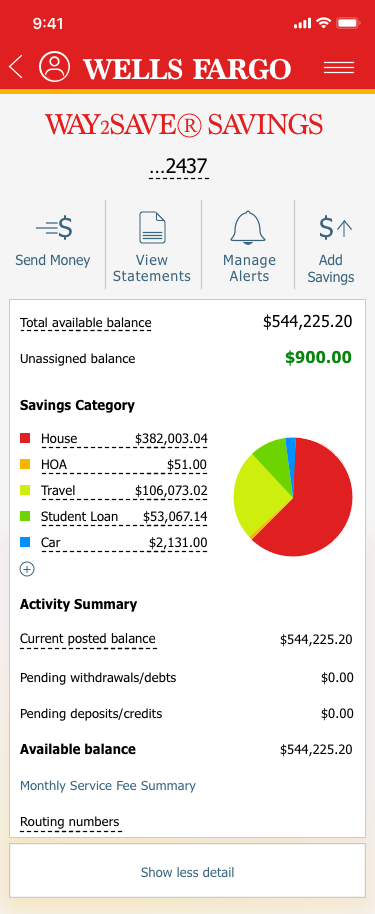 9:41
WELLS FARGO
WAY2SAVE® SAVINGS
...2437
Send Money
View
Statements
Manage
Alerts
Add
Savings
Total available balance $544,225.20
Unassigned balance $900.00
Savings Category
House $382,003.04
HOA $51.00
Travel $106,073.02
Student Loan $53,067.14
Car $2,131.00
Activity Summary
Current posted balance $544,225.20
Pending withdrawals/debts $0.00
Pending deposits/credits $0.00
Available balance $544,225.20
Monthly Service Fee Summary
Routing numbers
Show less detail